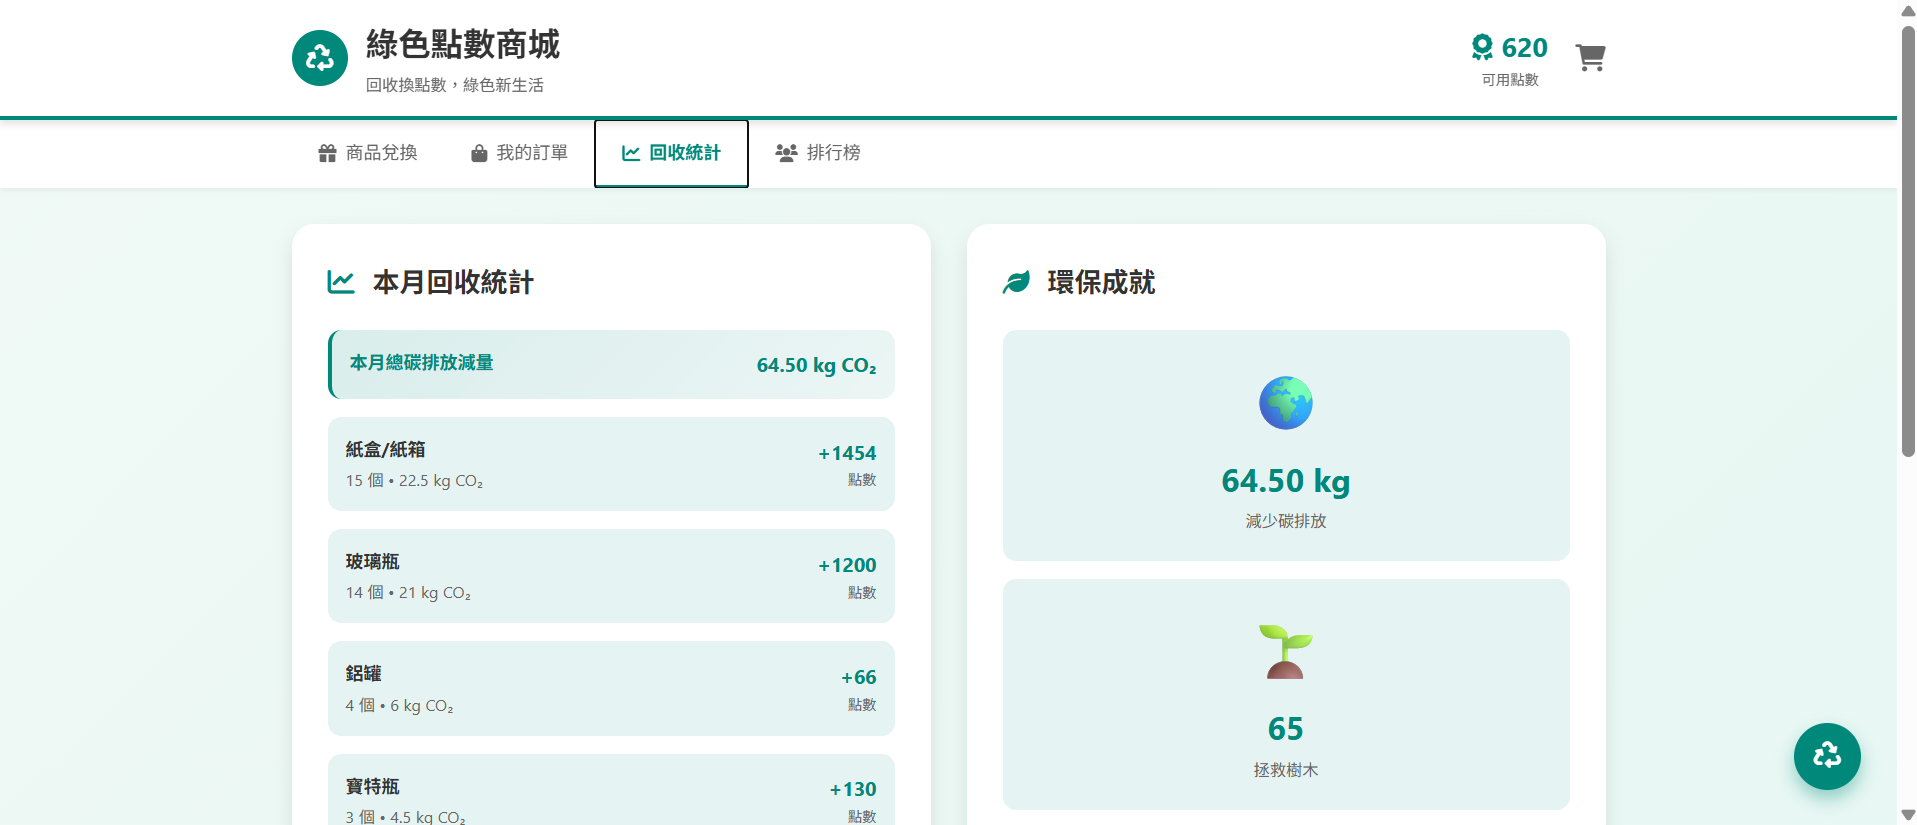 綠色點數商城
回收換點數，綠色新生活
620
可用點數
商品兌換
我的訂單
回收統計
排行榜
本月回收統計
本月總碳排放減量
64.50 kg CO₂
紙盒/紙箱
+1454
15 個 • 22.5 kg CO₂
點數
玻璃瓶
+1200
14 個 • 21 kg CO₂
點數
鋁罐
+66
4 個 • 6 kg CO₂
點數
寶特瓶
+130
3 個 • 4.5 kg CO₂
點數
環保成就
64.50 kg
減少碳排放
65
拯救樹木